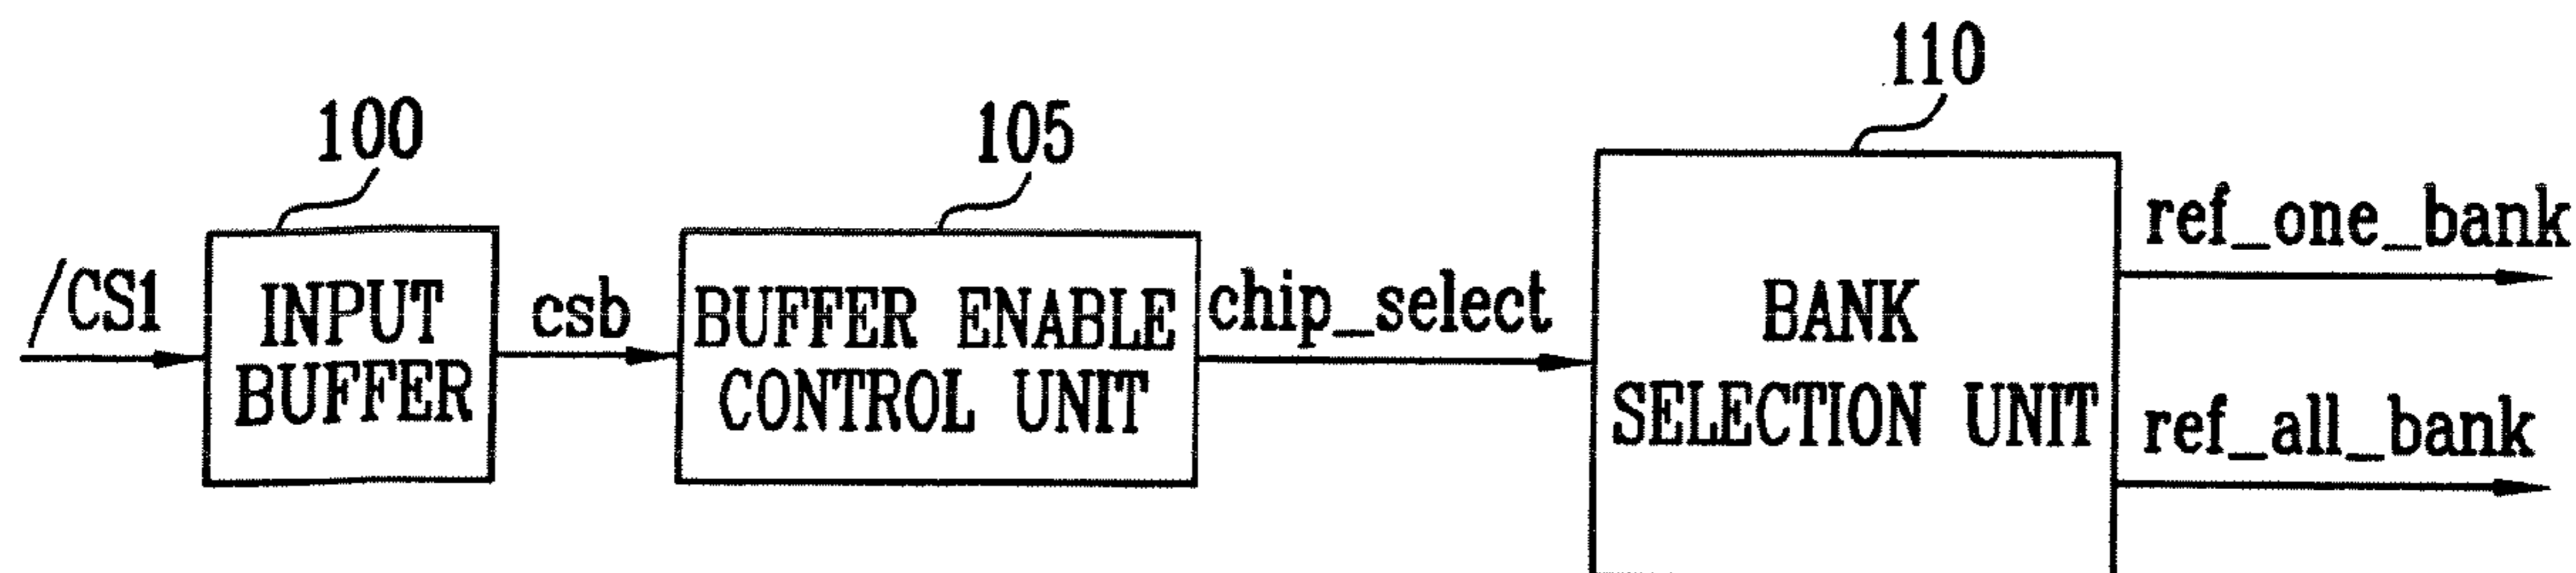 100
105
110
/CS1
INPUT
BUFFER
csb
BUFFER ENABLE
CONTROL UNIT
chip_select
BANK
SELECTION UNIT
ref_one_bank
ref_all_bank